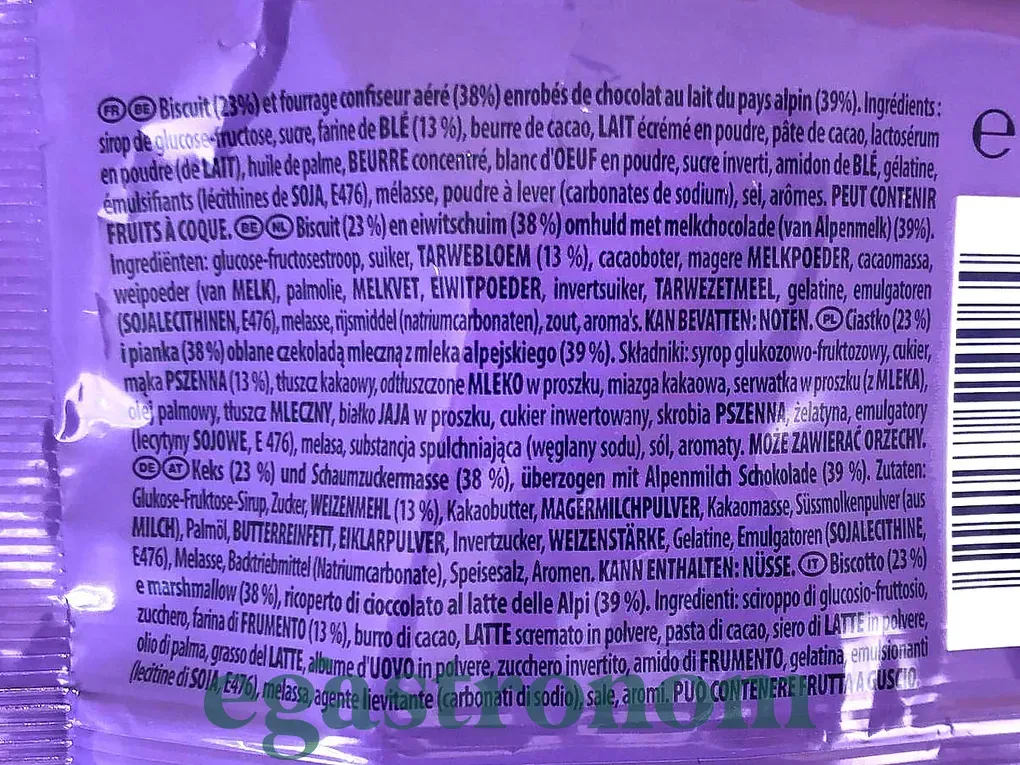 FR BE Biscuit (23%) et fourrage confiseur aéré (38%) enrobés de chocolat au lait du pays alpin (39%). Ingrédients:
sirop de glucose-fructose, sucre, farine de BLÉ (13 %), beurre de cacao, LAIT écrémé en poudre, pâte de cacao, lactosérum
en poudre (de LAIT), huile de palme, BEURRE concentré, blanc d'OEUF en poudre, sucre inverti, amidon de BLÉ, gélatine,
émulsifiants (lécithines de SOJA, E476), mélasse, poudre à lever (carbonates de sodium), sel, arômes. PEUT CONTENIR
FRUITS À COQUE. BE NL Biscuit (23 %) en eiwitschuim (38 %) omhuld met melkchocolade (van Alpenmelk) (39%).
Ingrediënten: glucose-fructosestroop, suiker, TARWEBLOEM (13 %), cacaoboter, magere MELKPOEDER, cacaomassa,
weipoeder (van MELK), palmolie, MELKVET, EIWITPOEDER, invertsuiker, TARWEZETMEEL, gelatine, emulgatoren
(SOJALECITHINEN, E476), melasse, rijsmiddel (natriumcarbonaten), zout, aroma's. KAN BEVATTEN: NOTEN. PL Ciastko (23 %)
i pianka (38 %) oblane czekoladą mleczną z mleka alpejskiego (39 %). Składniki: syrop glukozowo-fruktozowy, cukier,
mąka PSZENNA (13 %), tłuszcz kakaowy, odtłuszczone MLEKO w proszku, miazga kakaowa, serwatka w proszku (z MLEKA),
olej palmowy, tłuszcz MLECZNY, białko JAJA w proszku, cukier inwertowany, skrobia PSZENNA, żelatyna, emulgatory
(lecytyny SOJOWE, E 476), melasa, substancja spulchniająca (węglany sodu), sól, aromaty. MOŻE ZAWIERAĆ ORZECHY.
DE AT Keks (23 %) und Schaumzuckermasse (38 %), überzogen mit Alpenmilch Schokolade (39 %). Zutaten:
Glukose-Fruktose-Sirup, Zucker, WEIZENMEHL (13 %), Kakaobutter, MAGERMILCHPULVER, Kakaomasse, Süssmolkenpulver (aus
MILCH), Palmöl, BUTTERREINFETT, EIKLARPULVER, Invertzucker, WEIZENSTÄRKE, Gelatine, Emulgatoren (SOJALECITHINE,
E476), Melasse, Backtriebmittel (Natriumcarbonate), Speisesalz, Aromen. KANN ENTHALTEN: NÜSSE. IT Biscotto (23 %)
e marshmallow (38 %), ricoperto di cioccolato al latte delle Alpi (39 %). Ingredienti: sciroppo di glucosio-fruttosio,
zucchero, farina di FRUMENTO (13 %), burro di cacao, LATTE scremato in polvere, pasta di cacao, siero di LATTE in polvere,
olio di palma, grasso del LATTE, albume d'UOVO in polvere, zucchero invertito, amido di FRUMENTO, gelatina, emulsionanti
(lecitine di SOIA, E476), melassa, agente lievitante (carbonati di sodio), sale, aromi. PUÒ CONTENERE FRUTTA A GUSCIO.
e
egastronom